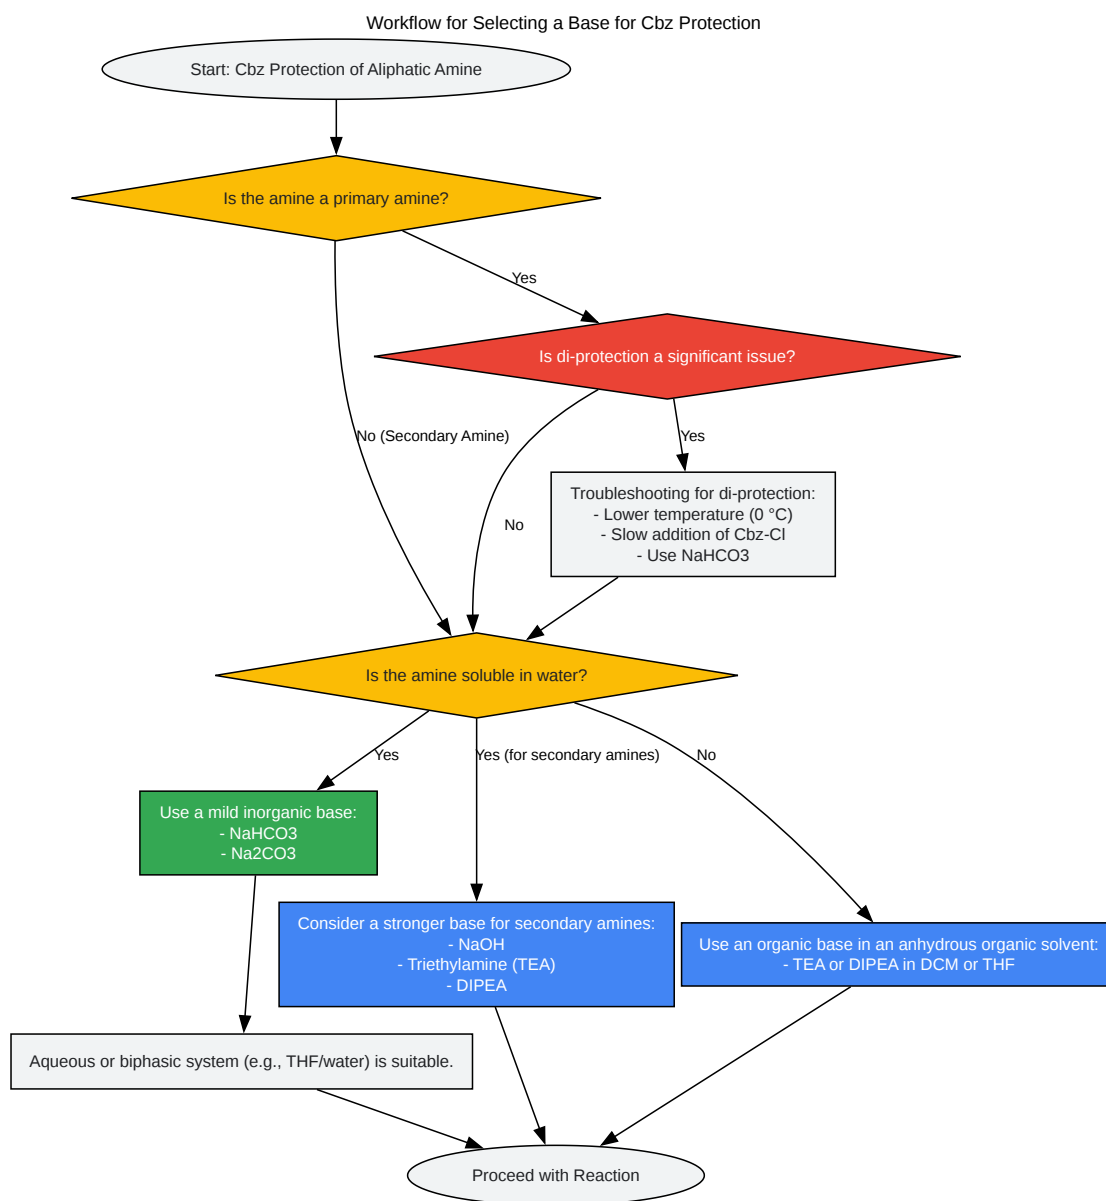 Workflow for Selecting a Base for Cbz Protection
Start: Cbz Protection of Aliphatic Amine
Is the amine a primary amine?
Yes
Is di-protection a significant issue?
No (Secondary Amine)
Yes
Troubleshooting for di-protection:
- Lower temperature (0 °C)
- Slow addition of Cbz-Cl
- Use NaHCO3
No
Is the amine soluble in water?
Yes
Yes (for secondary amines)
No
Use a mild inorganic base:
- NaHCO3
- Na2CO3
Consider a stronger base for secondary amines:
- NaOH
- Triethylamine (TEA)
- DIPEA
Use an organic base in an anhydrous organic solvent:
- TEA or DIPEA in DCM or THF
Aqueous or biphasic system (e.g., THF/water) is suitable.
Proceed with Reaction